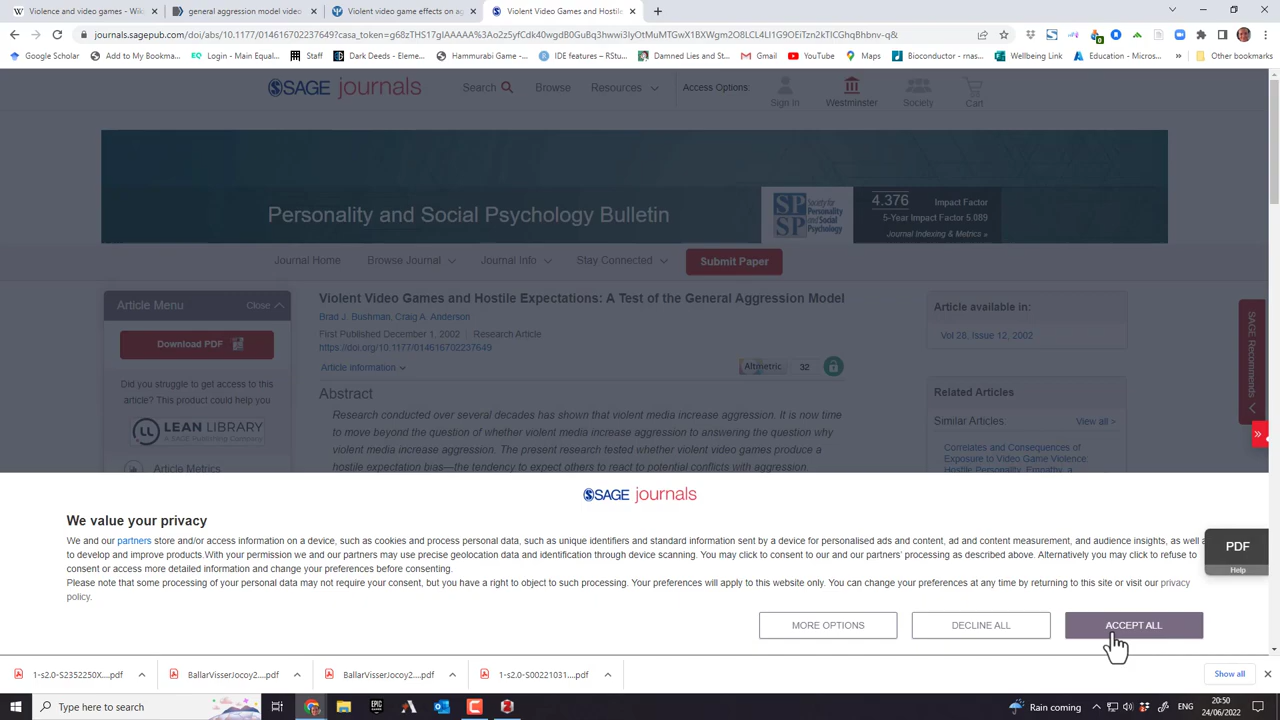 Violence and video games - Wiki
general aggression model video
Violent video game effects on ag
Violent Video Games and Hostile
journals.sagepub.com/doi/abs/10.1177/014616702237649?casa_token=g68zTHS17gIAAAAA%3Ao2z5yfCdk40wgdB0GuBq3hwwi3IyOtMuMTGwX1BXWgm2O8LCL4LI1G9OEiTzn2kTICGhqBhbnv-q&
Google Scholar
Add to My Bookma...
Login - Main Equal...
Staff
Dark Deeds - Eleme...
Hammurabi Game -...
IDE features – RStu...
Damned Lies and St...
Gmail
YouTube
Maps
Bioconductor - rnas...
Wellbeing Link
Education - Micros...
»
Other bookmarks
SAGE journals
Search
Browse
Resources
Access Options:
Sign In
Westminster
Society
Cart
Personality and Social Psychology Bulletin
SP
SP
Society for
Personality
and Social
Psychology
4.376 Impact Factor
5-Year Impact Factor 5.089
Journal Indexing & Metrics »
Journal Home
Browse Journal
Journal Info
Stay Connected
Submit Paper
Article Menu
Close
Download PDF
Did you struggle to get access to this
article? This product could help you
LEAN LIBRARY
A SAGE Publishing Company
Article Metrics
Violent Video Games and Hostile Expectations: A Test of the General Aggression Model
Brad J. Bushman, Craig A. Anderson
First Published December 1, 2002 | Research Article
https://doi.org/10.1177/014616702237649
Article information
Altmetric 32
Abstract
Research conducted over several decades has shown that violent media increase aggression. It is now time
to move beyond the question of whether violent media increase aggression to answering the question why
violent media increase aggression. The present research tested whether violent video games produce a
hostile expectation bias—the tendency to expect others to react to potential conflicts with aggression.
Article available in:
Vol 28, Issue 12, 2002
Related Articles
Similar Articles:
View all >
Correlates and Consequences of
Exposure to Video Game Violence:
Hostile Personality, Empathy, a
SAGE Recommends
»
SAGE journals
We value your privacy
We and our partners store and/or access information on a device, such as cookies and process personal data, such as unique identifiers and standard information sent by a device for personalised ads and content, ad and content measurement, and audience insights, as well a
to develop and improve products.With your permission we and our partners may use precise geolocation data and identification through device scanning. You may click to consent to our and our partners' processing as described above. Alternatively you may click to refuse to
consent or access more detailed information and change your preferences before consenting.
Please note that some processing of your personal data may not require your consent, but you have a right to object to such processing. Your preferences will apply to this website only. You can change your preferences at any time by returning to this site or visit our privacy
policy.
PDF
Help
MORE OPTIONS
DECLINE ALL
ACCEPT ALL
1-s2.0-S2352250X....pdf
BallarVisserJocoy2....pdf
BallarVisserJocoy2....pdf
1-s2.0-S00221031....pdf
Show all
Type here to search
EPIC
Rain coming
ENG
20:50
24/06/2022